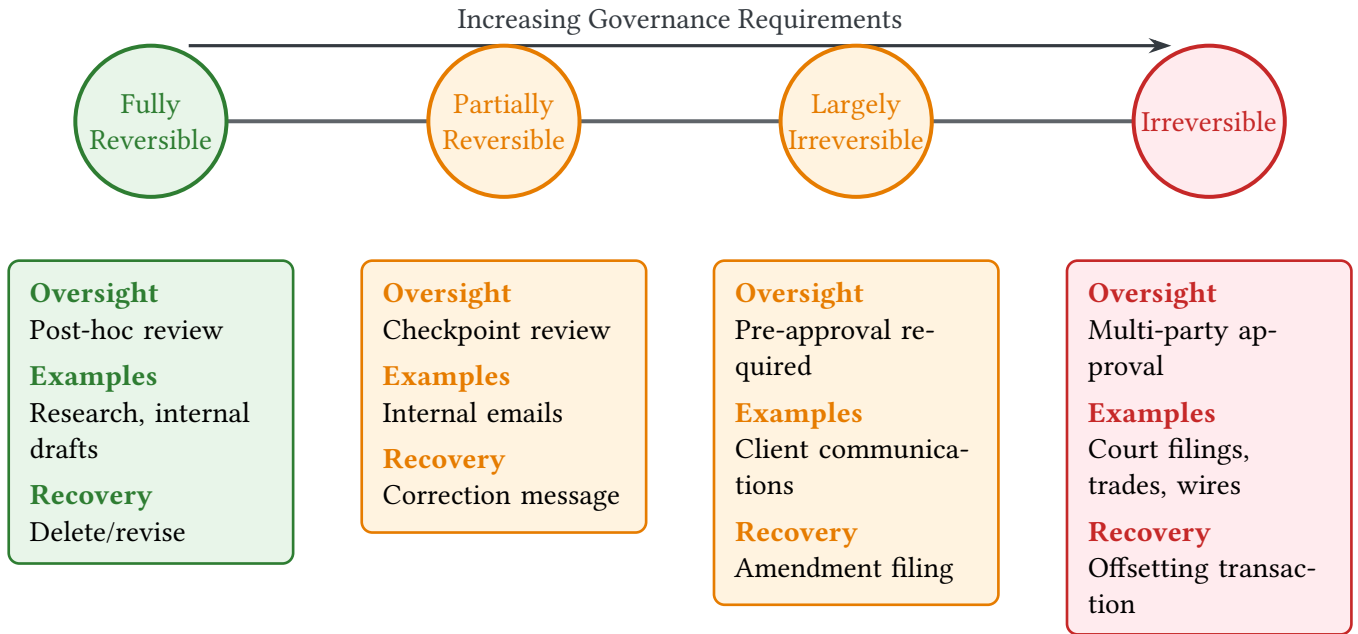 Increasing Governance Requirements
Fully
Reversible
Partially
Reversible
Largely
Irreversible
Irreversible
Oversight
Post-hoc review
Examples
Research, internal
drafts
Recovery
Delete/revise
Oversight
Checkpoint review
Examples
Internal emails
Recovery
Correction message
Oversight
Pre-approval re-
quired
Examples
Client communica-
tions
Recovery
Amendment filing
Oversight
Multi-party ap-
proval
Examples
Court filings,
trades, wires
Recovery
Offsetting transac-
tion